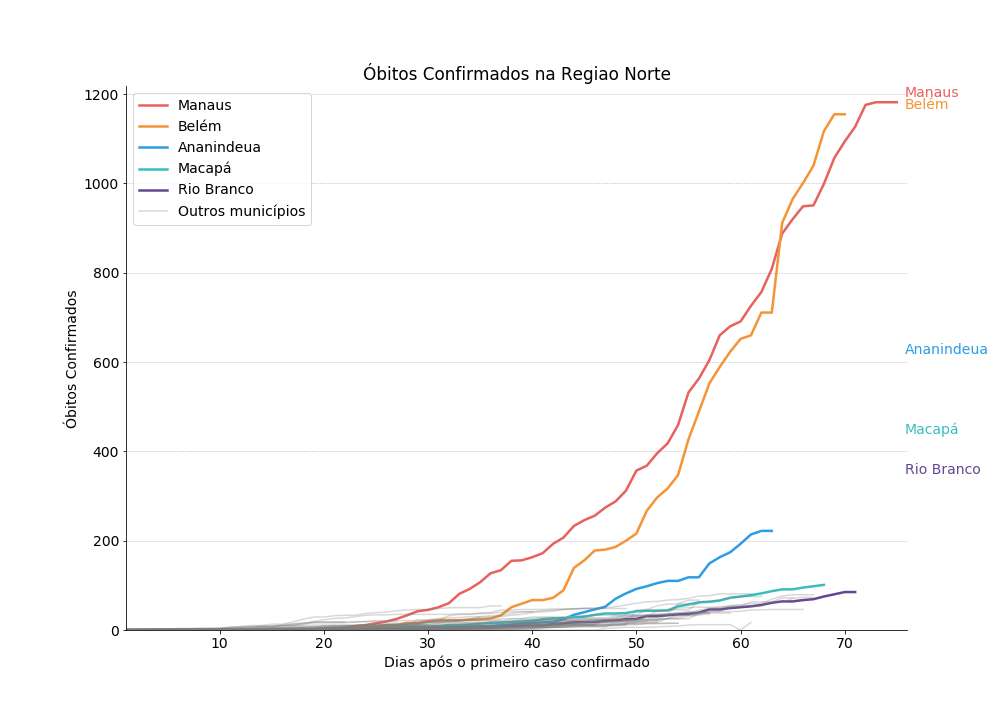 Óbitos Confirmados na Regiao Norte
Manaus
Belém
Ananindeua
Macapá
Rio Branco
Outros municípios
Manaus
Belém
Ananindeua
Macapá
Rio Branco
1200
1000
800
600
400
200
0
Óbitos Confirmados
10 20 30 40 50 60 70
Dias após o primeiro caso confirmado